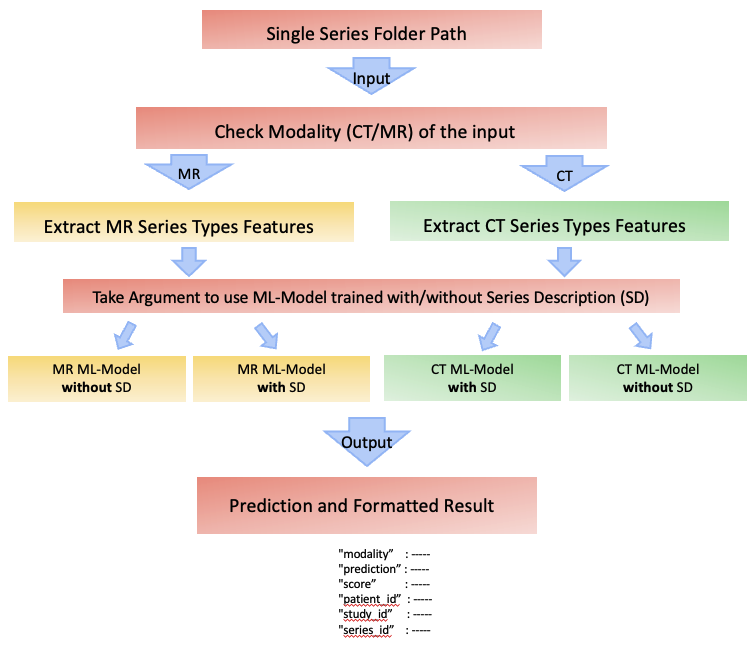 Single Series Folder Path
Input
Check Modality (CT/MR) of the input
MR
CT
Extract MR Series Types Features
Extract CT Series Types Features
Take Argument to use ML-Model trained with/without Series Description (SD)
MR ML-Model
without SD
MR ML-Model
with SD
CT ML-Model
with SD
CT ML-Model
without SD
Output
Prediction and Formatted Result
"modality” : -----
"prediction” : -----
"score” : -----
"patient_id” : -----
"study_id” : -----
"series_id” : -----